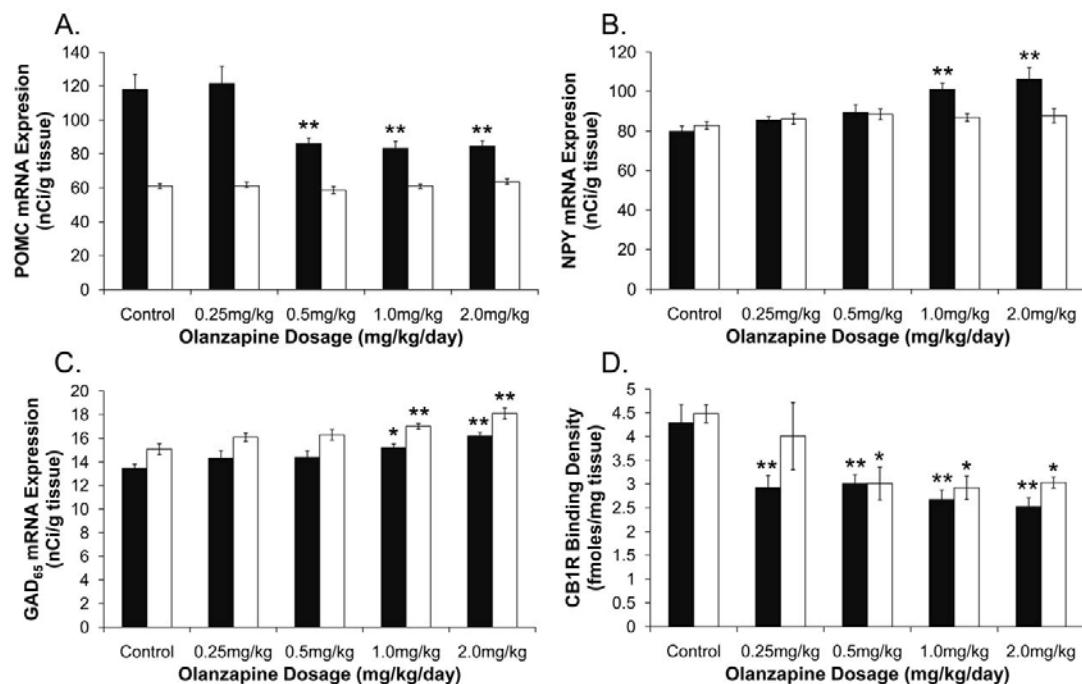 A.
POMC mRNA Expresion
(nCi/g tissue)
140
120
100
80
60
40
20
0
** ** **
Control 0.25mg/kg 0.5mg/kg 1.0mg/kg 2.0mg/kg
Olanzapine Dosage (mg/kg/day)
B.
NPY mRNA Expression
(nCi/g tissue)
120
100
80
60
40
20
0
** **
Control 0.25mg/kg 0.5mg/kg 1.0mg/kg 2.0mg/kg
Olanzapine Dosage (mg/kg/day)
C.
GAD65 mRNA Expression
(nCi/g tissue)
20
18
16
14
12
10
8
6
4
2
0
* ** ** **
Control 0.25mg/kg 0.5mg/kg 1.0mg/kg 2.0mg/kg
Olanzapine Dosage (mg/kg/day)
D.
CB1R Binding Density
(fmoles/mg tissue)
5
4.5
4
3.5
3
2.5
2
1.5
1
0.5
0
** ** * ** * ** *
Control 0.25mg/kg 0.5mg/kg 1.0mg/kg 2.0mg/kg
Olanzapine Dosage (mg/kg/day)